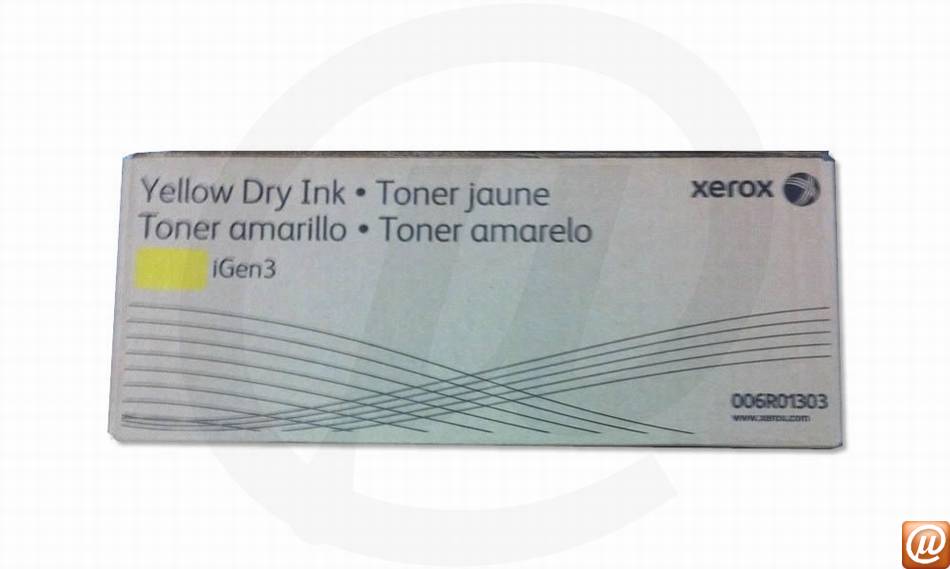 Yellow Dry Ink • Toner jaune
Toner amarillo • Toner amarelo
iGen3
xerox
006R01303
www.xerox.com